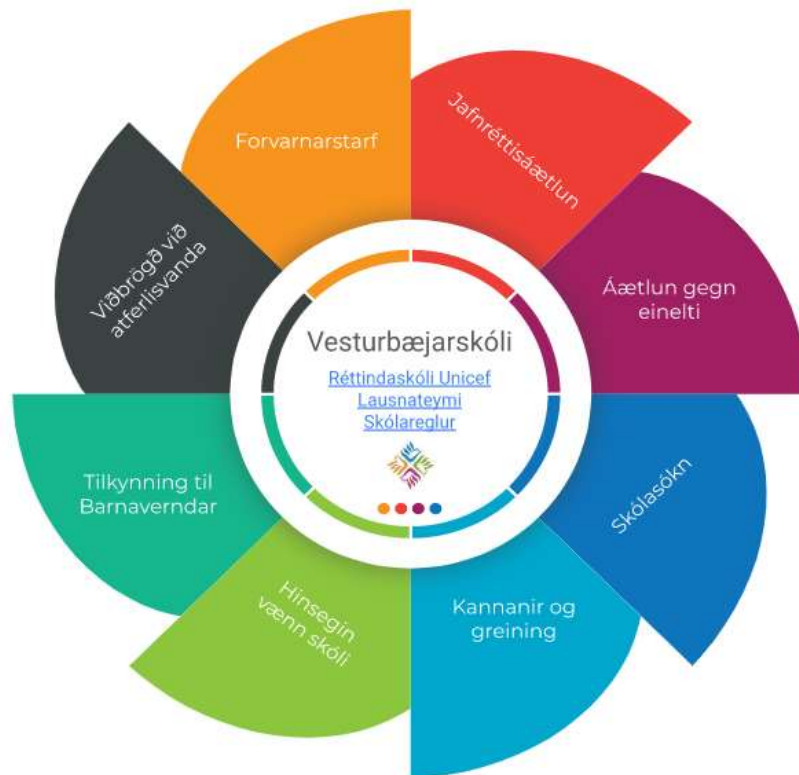 Forvarnarstarf
Jafnréttisáætlun
Áætlun gegn
einelti
Skólasókn
Kannanir og
greining
Hinsegin
vænn skóli
Tilkynning til
Barnaverndar
Viðbrögð við
atferlisvanda
Vesturbæjarskóli
Réttindaskóli Unicef
Lausnateymi
Skólareglur